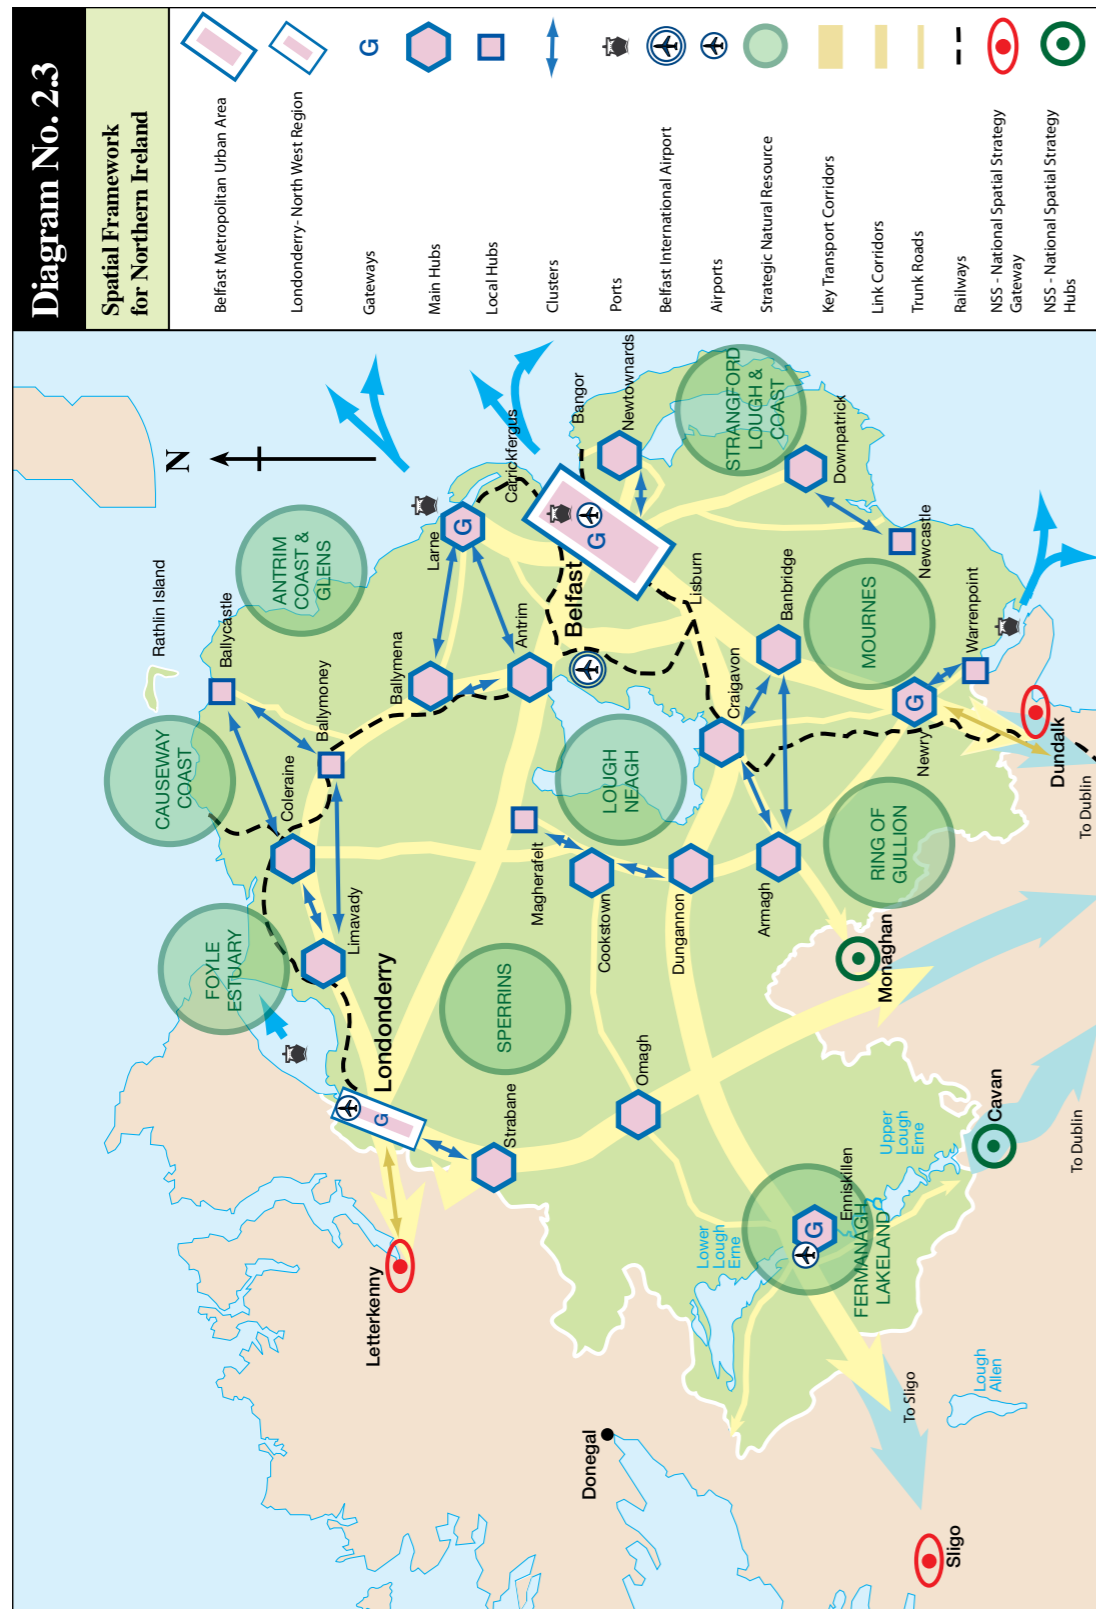 Diagram No. 2.3
Spatial Framework
for Northern Ireland
Belfast Metropolitan Urban Area
Londonderry- North West Region
G
Gateways
Main Hubs
Local Hubs
Clusters
Ports
Belfast International Airport
Airports
Strategic Natural Resource
Key Transport Corridors
Link Corridors
Trunk Roads
Railways
NSS - National Spatial Strategy
Gateway
NSS - National Spatial Strategy
Hubs
N
Rathlin Island
Ballycastle
CAUSEWAY
COAST
ANTRIM
COAST &
GLENS
Coleraine
Ballymoney
FOYLE
ESTUARY
Limavady
Londonderry
G
Letterkenny
Strabane
SPERRINS
Ballymena
Larne
G
Antrim
Carrickfergus
Bangor
Newtownards
Belfast
G
Lisburn
STRANGFORD
LOUGH &
COAST
Downpatrick
Newcastle
Magherafelt
Cookstown
LOUGH
NEAGH
Dungannon
Craigavon
Banbridge
Armagh
MOURNES
Omagh
Donegal
Lower
Lough
Erne
Enniskillen
G
FERMANAGH
LAKELAND
Upper
Lough
Erne
Monaghan
RING OF
GULLION
Newry
G
Warrenpoint
Dundalk
To Dublin
Cavan
To Dublin
To Sligo
Sligo
Lough
Allen